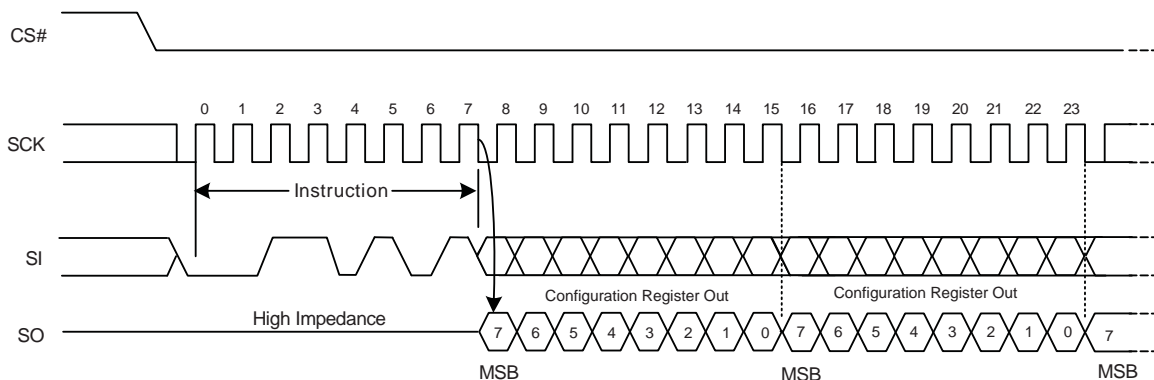 CS#
0 1 2 3 4 5 6 7 8 9 10 11 12 13 14 15 16 17 18 19 20 21 22 23
SCK
Instruction
SI
Configuration Register Out Configuration Register Out
High Impedance
SO 7 6 5 4 3 2 1 0 7 6 5 4 3 2 1 0 7
MSB MSB MSB